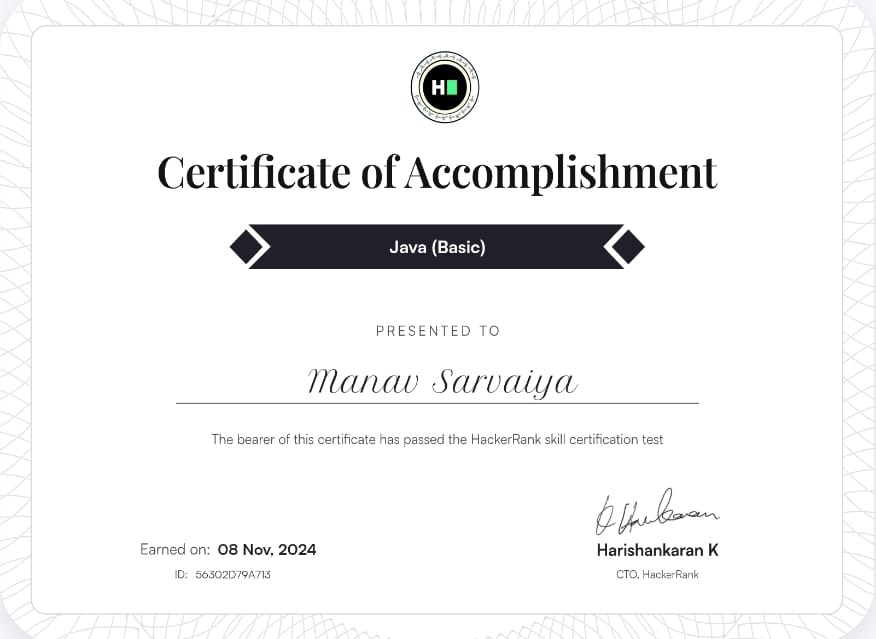 H
Certificate of Accomplishment
Java (Basic)
PRESENTED TO
Manav Sarvaiya
The bearer of this certificate has passed the HackerRank skill certification test
Earned on: 08 Nov, 2024
ID: 56302D79A713
Harishankaran K
CTO, HackerRank